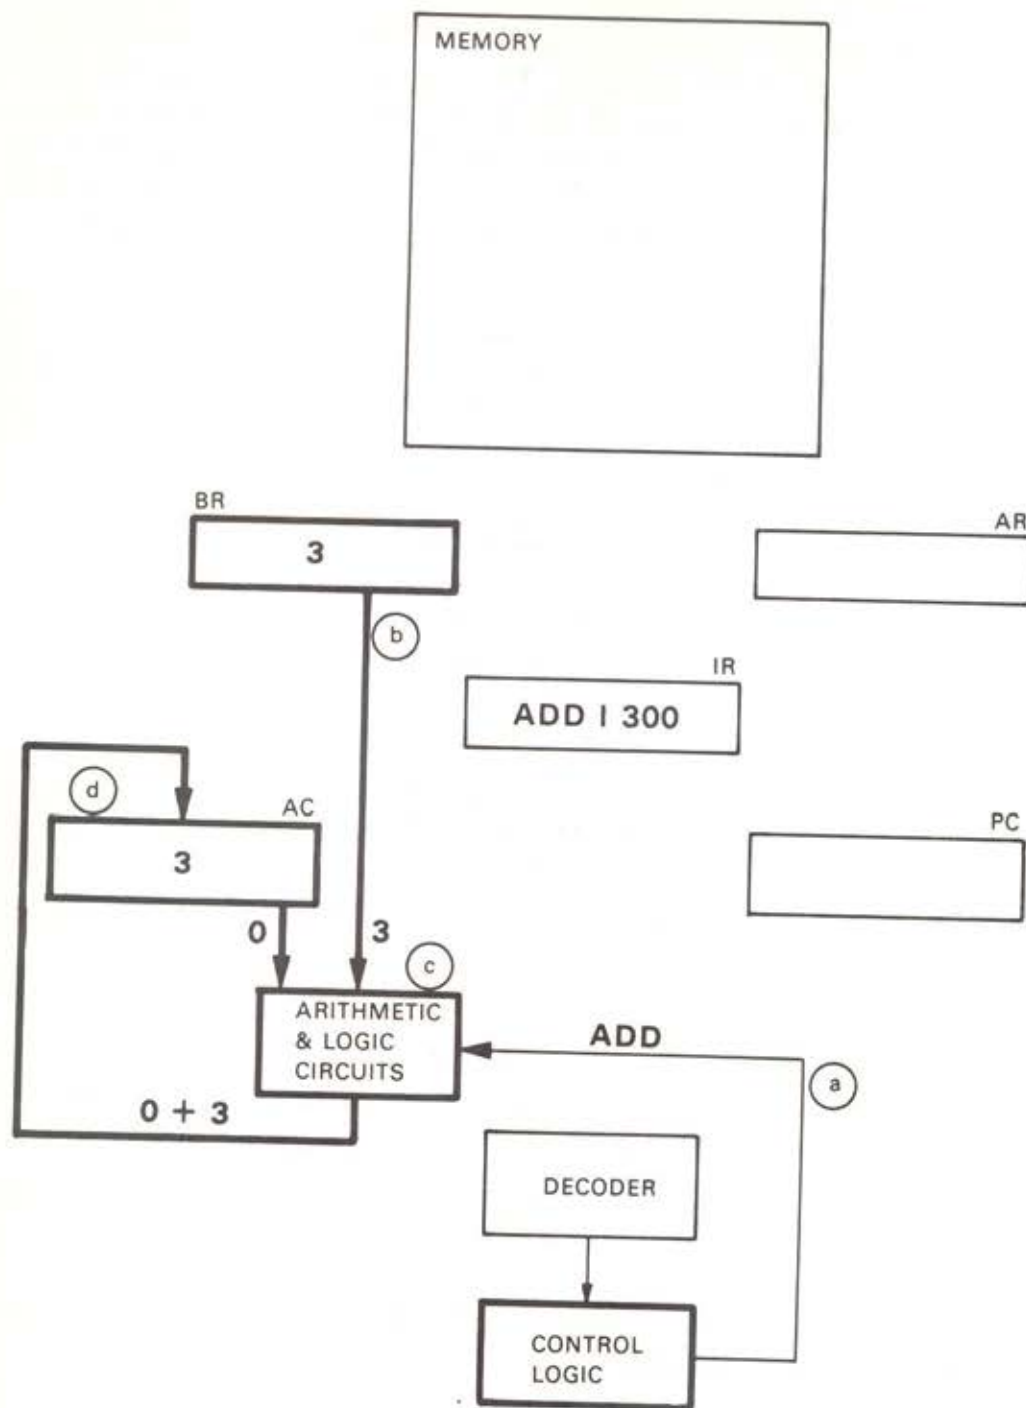 MEMORY
BR
3
AR
b
IR
ADD I 300
d
AC
3
PC
0
3
c
ARITHMETIC
& LOGIC
CIRCUITS
ADD
a
0 + 3
DECODER
CONTROL
LOGIC